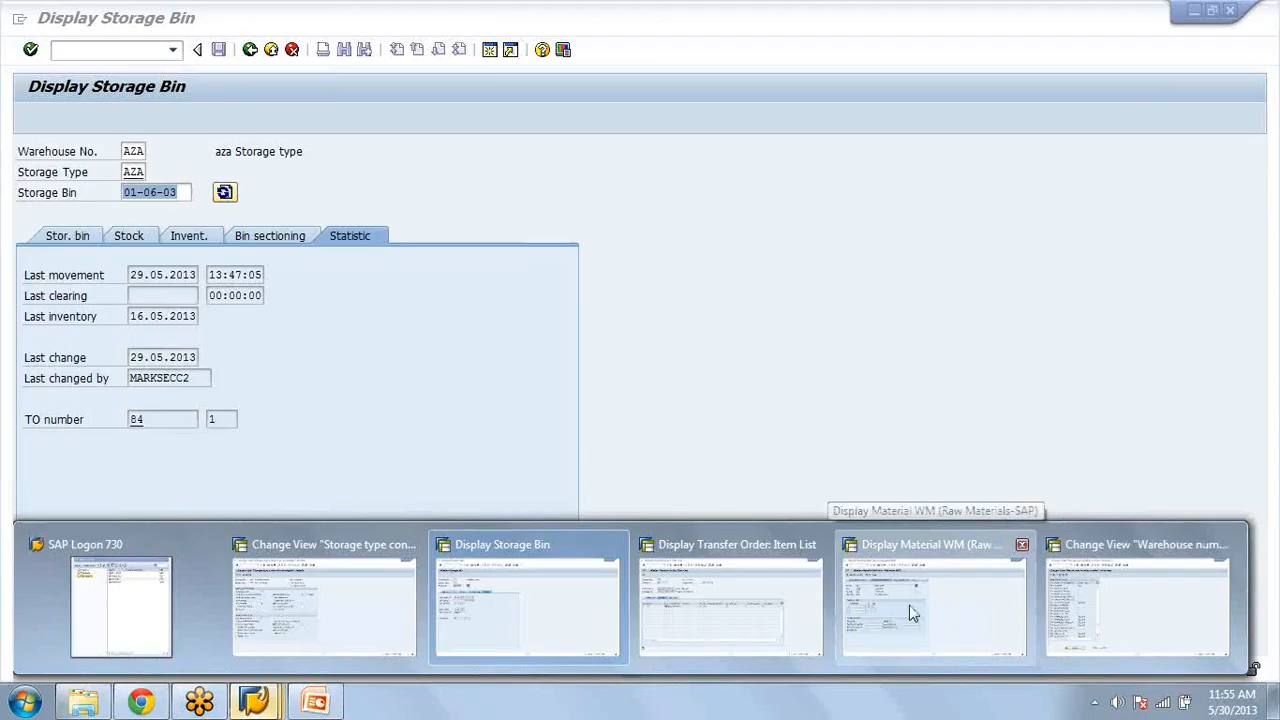 Display Storage Bin
Display Storage Bin
Warehouse No. AZA aza Storage type
Storage Type AZA
Storage Bin 01-06-03
Stor. bin Stock Invent. Bin sectioning Statistic
Last movement 29.05.2013 13:47:05
Last clearing 00:00:00
Last inventory 16.05.2013
Last change 29.05.2013
Last changed by MARKSECC2
TO number 84 1
Display Material WM (Raw Materials-SAP)
SAP Logon 730 Change View "Storage type con... Display Storage Bin Display Transfer Order: Item List Display Material WM (Raw... Change View "Warehouse num...
11:55 AM
5/30/2013